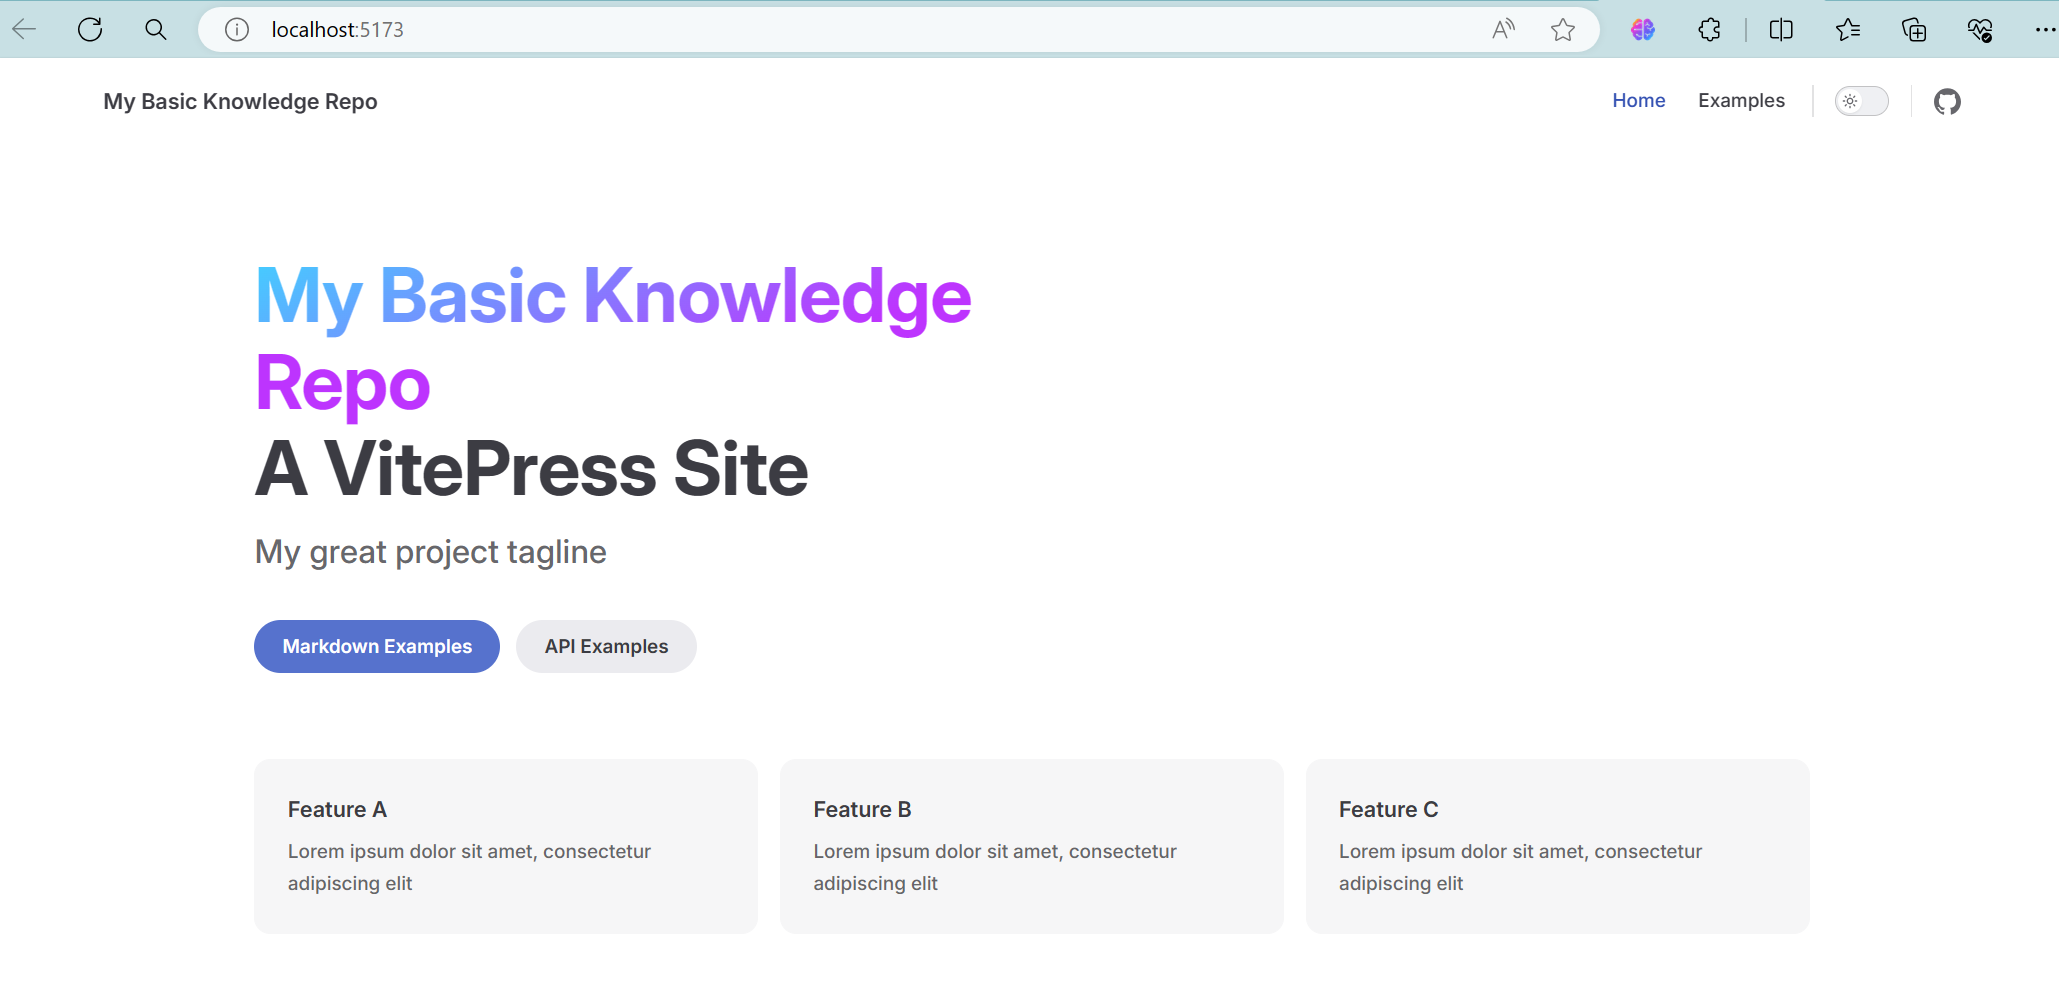 localhost:5173
My Basic Knowledge Repo
Home Examples
My Basic Knowledge
Repo
A VitePress Site
My great project tagline
Markdown Examples
API Examples
Feature A
Lorem ipsum dolor sit amet, consectetur
adipiscing elit
Feature B
Lorem ipsum dolor sit amet, consectetur
adipiscing elit
Feature C
Lorem ipsum dolor sit amet, consectetur
adipiscing elit